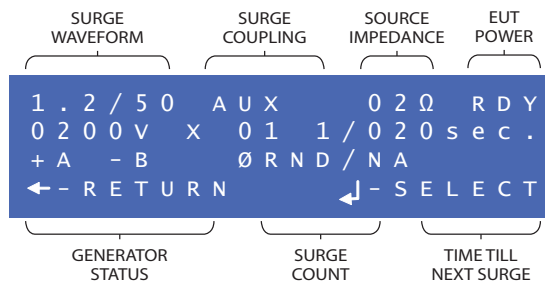 SURGE WAVEFORM SURGE COUPLING SOURCE IMPEDANCE EUT POWER
1.2/50 AUX 02Ω RDY
0200V X 01 1/020sec.
+A -B ØRND/NA
←-RETURN ↲-SELECT
GENERATOR STATUS SURGE COUNT TIME TILL NEXT SURGE